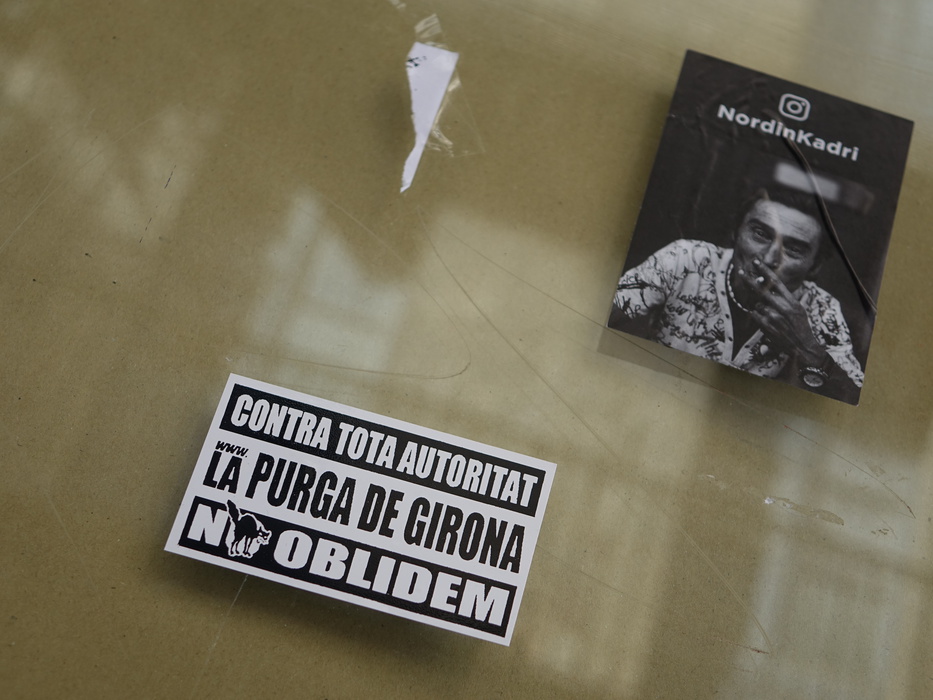 NordinKadri
CONTRA TOTA AUTORITAT
www.
LA PURGA DE GIRONA
NO OBLIDEM